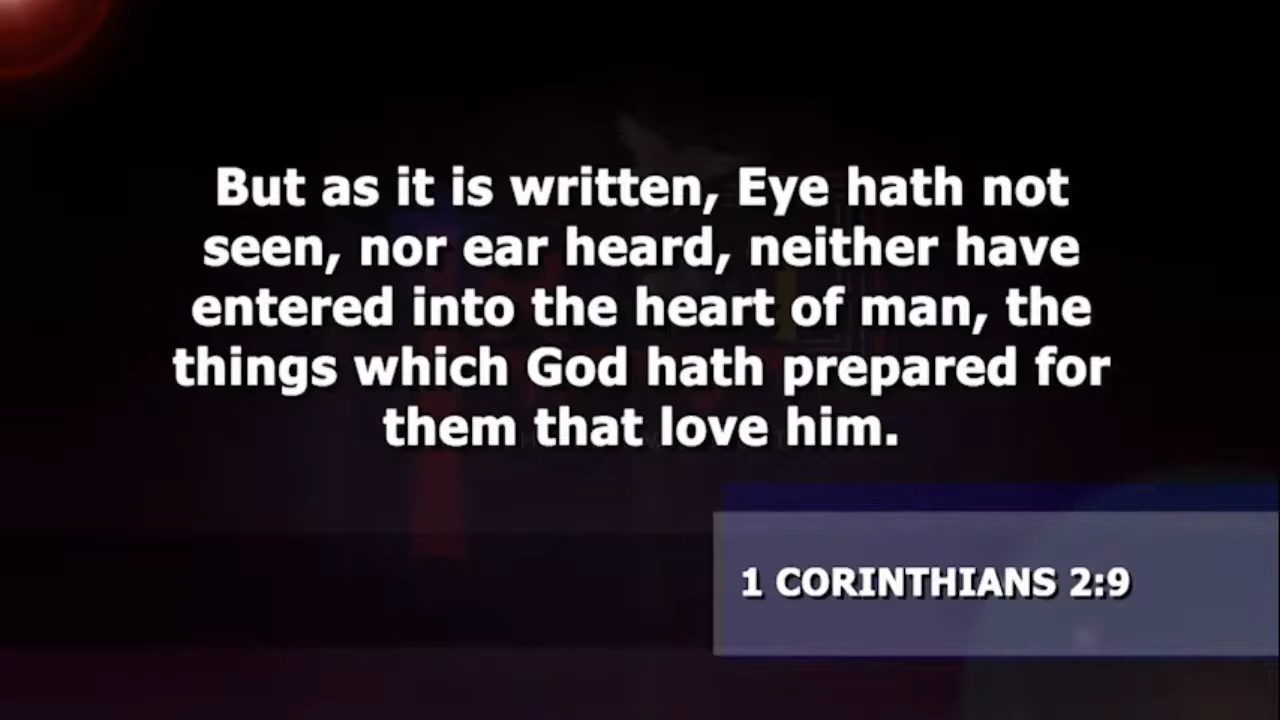 But as it is written, Eye hath not
seen, nor ear heard, neither have
entered into the heart of man, the
things which God hath prepared for
them that love him.
1 CORINTHIANS 2:9